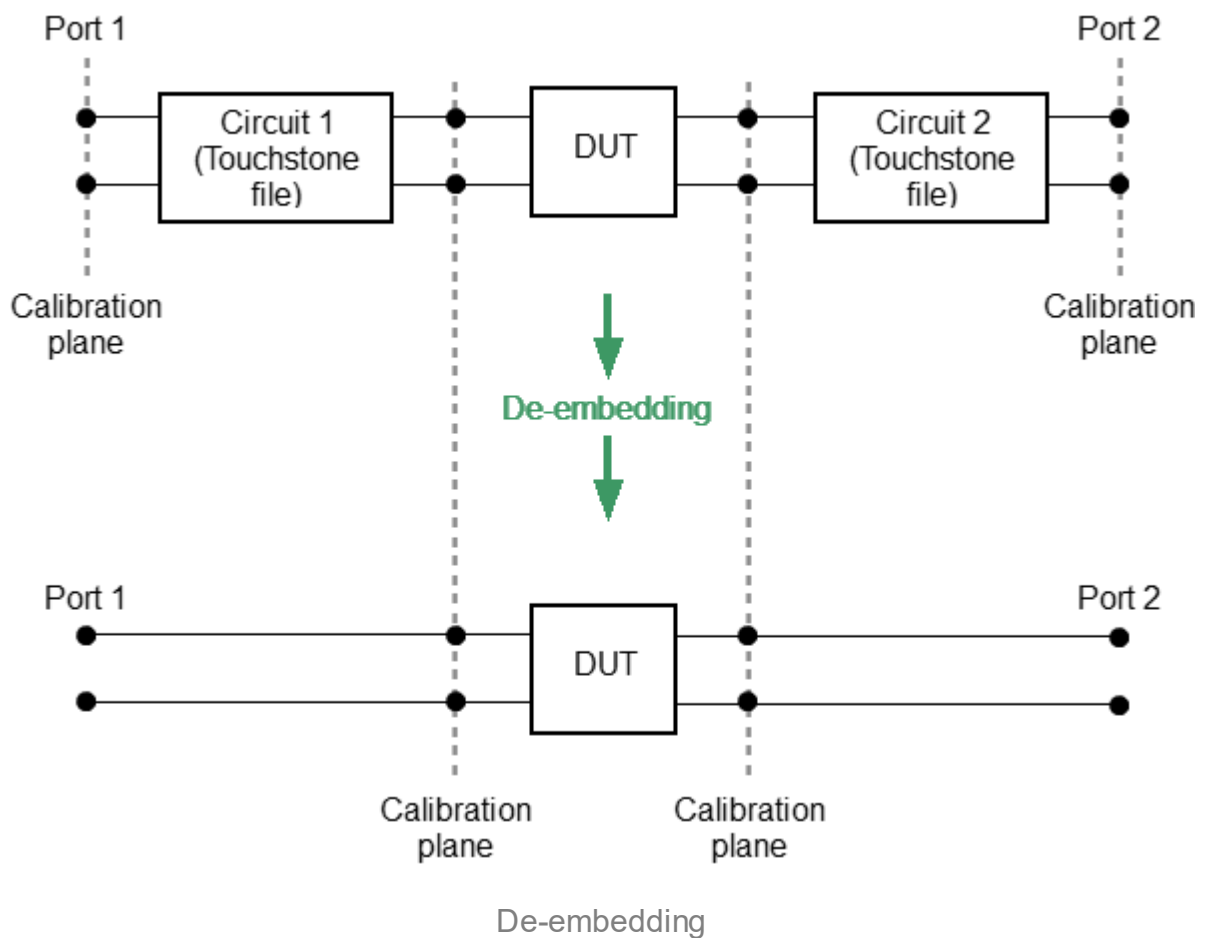 Port 1
Port 2
Circuit 1
(Touchstone
file)
DUT
Circuit 2
(Touchstone
file)
Calibration
plane
Calibration
plane
De-embedding
Port 1
Port 2
DUT
Calibration
plane
Calibration
plane
De-embedding